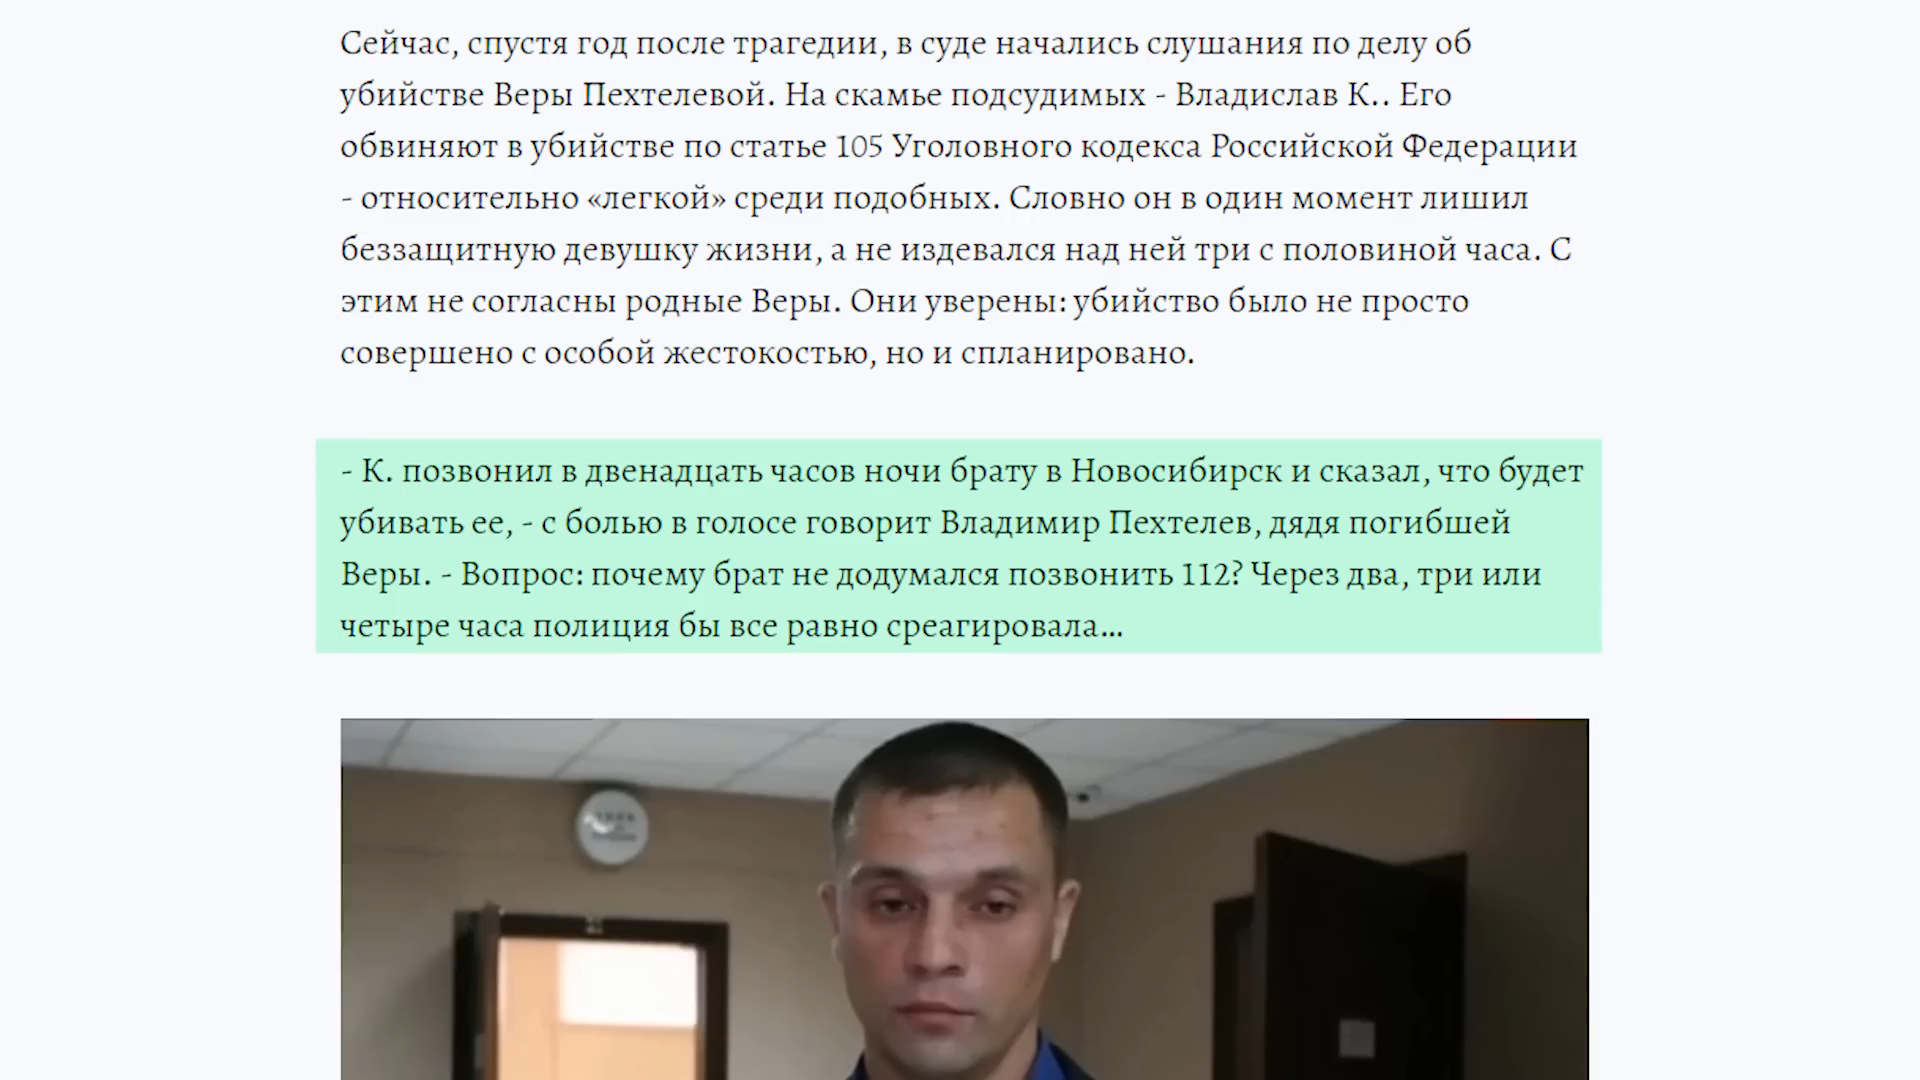 Сейчас, спустя год после трагедии, в суде начались слушания по делу об
убийстве Веры Пехтелевой. На скамье подсудимых - Владислав К.. Его
обвиняют в убийстве по статье 105 Уголовного кодекса Российской Федерации
- относительно «легкой» среди подобных. Словно он в один момент лишил
беззащитную девушку жизни, а не издевался над ней три с половиной часа. С
этим не согласны родные Веры. Они уверены: убийство было не просто
совершено с особой жестокостью, но и спланировано.
- К. позвонил в двенадцать часов ночи брату в Новосибирск и сказал, что будет
убивать ее, - с болью в голосе говорит Владимир Пехтелев, дядя погибшей
Веры. - Вопрос: почему брат не додумался позвонить 112? Через два, три или
четыре часа полиция бы все равно среагировала...